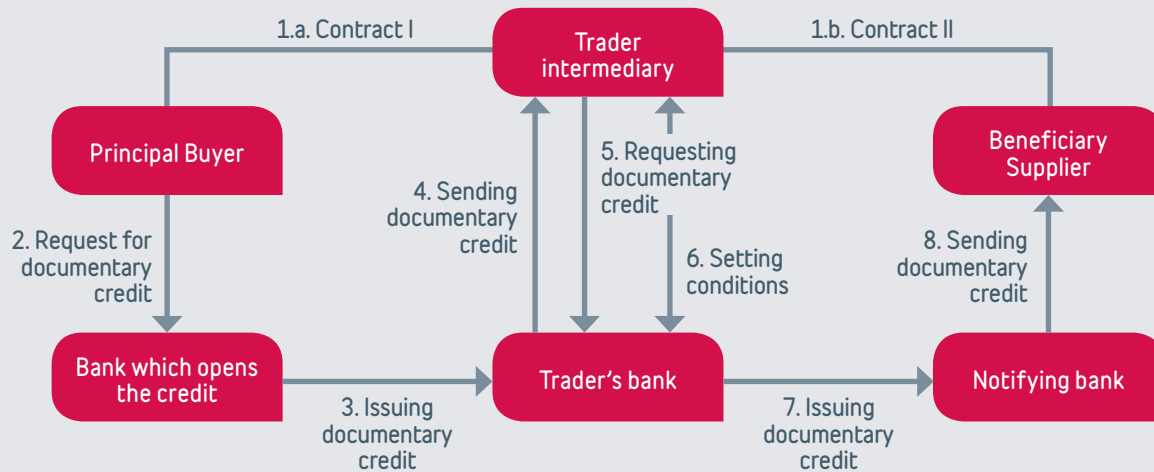 1.a. Contract I
Trader
intermediary
1.b. Contract II
Principal Buyer
Beneficiary
Supplier
2. Request for
documentary
credit
4. Sending
documentary
credit
5. Requesting
documentary
credit
6. Setting
conditions
8. Sending
documentary
credit
Bank which opens
the credit
3. Issuing
documentary
credit
Trader's bank
7. Issuing
documentary
credit
Notifying bank